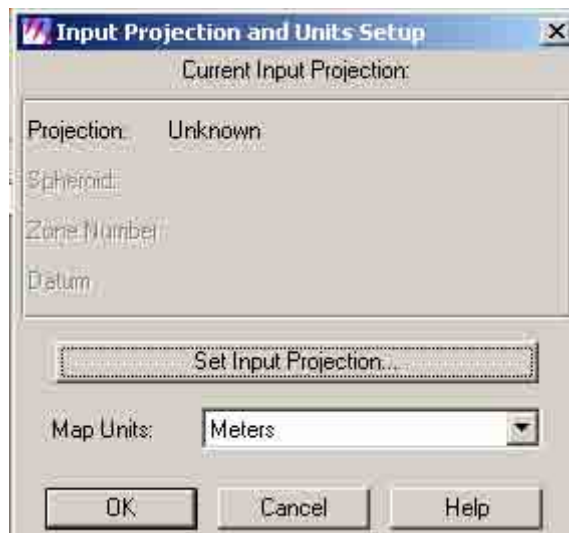 Input Projection and Units Setup
Current Input Projection:
Projection: Unknown
Spheroid:
Zone Number
Datum
Set Input Projection...
Map Units: Meters
OK Cancel Help